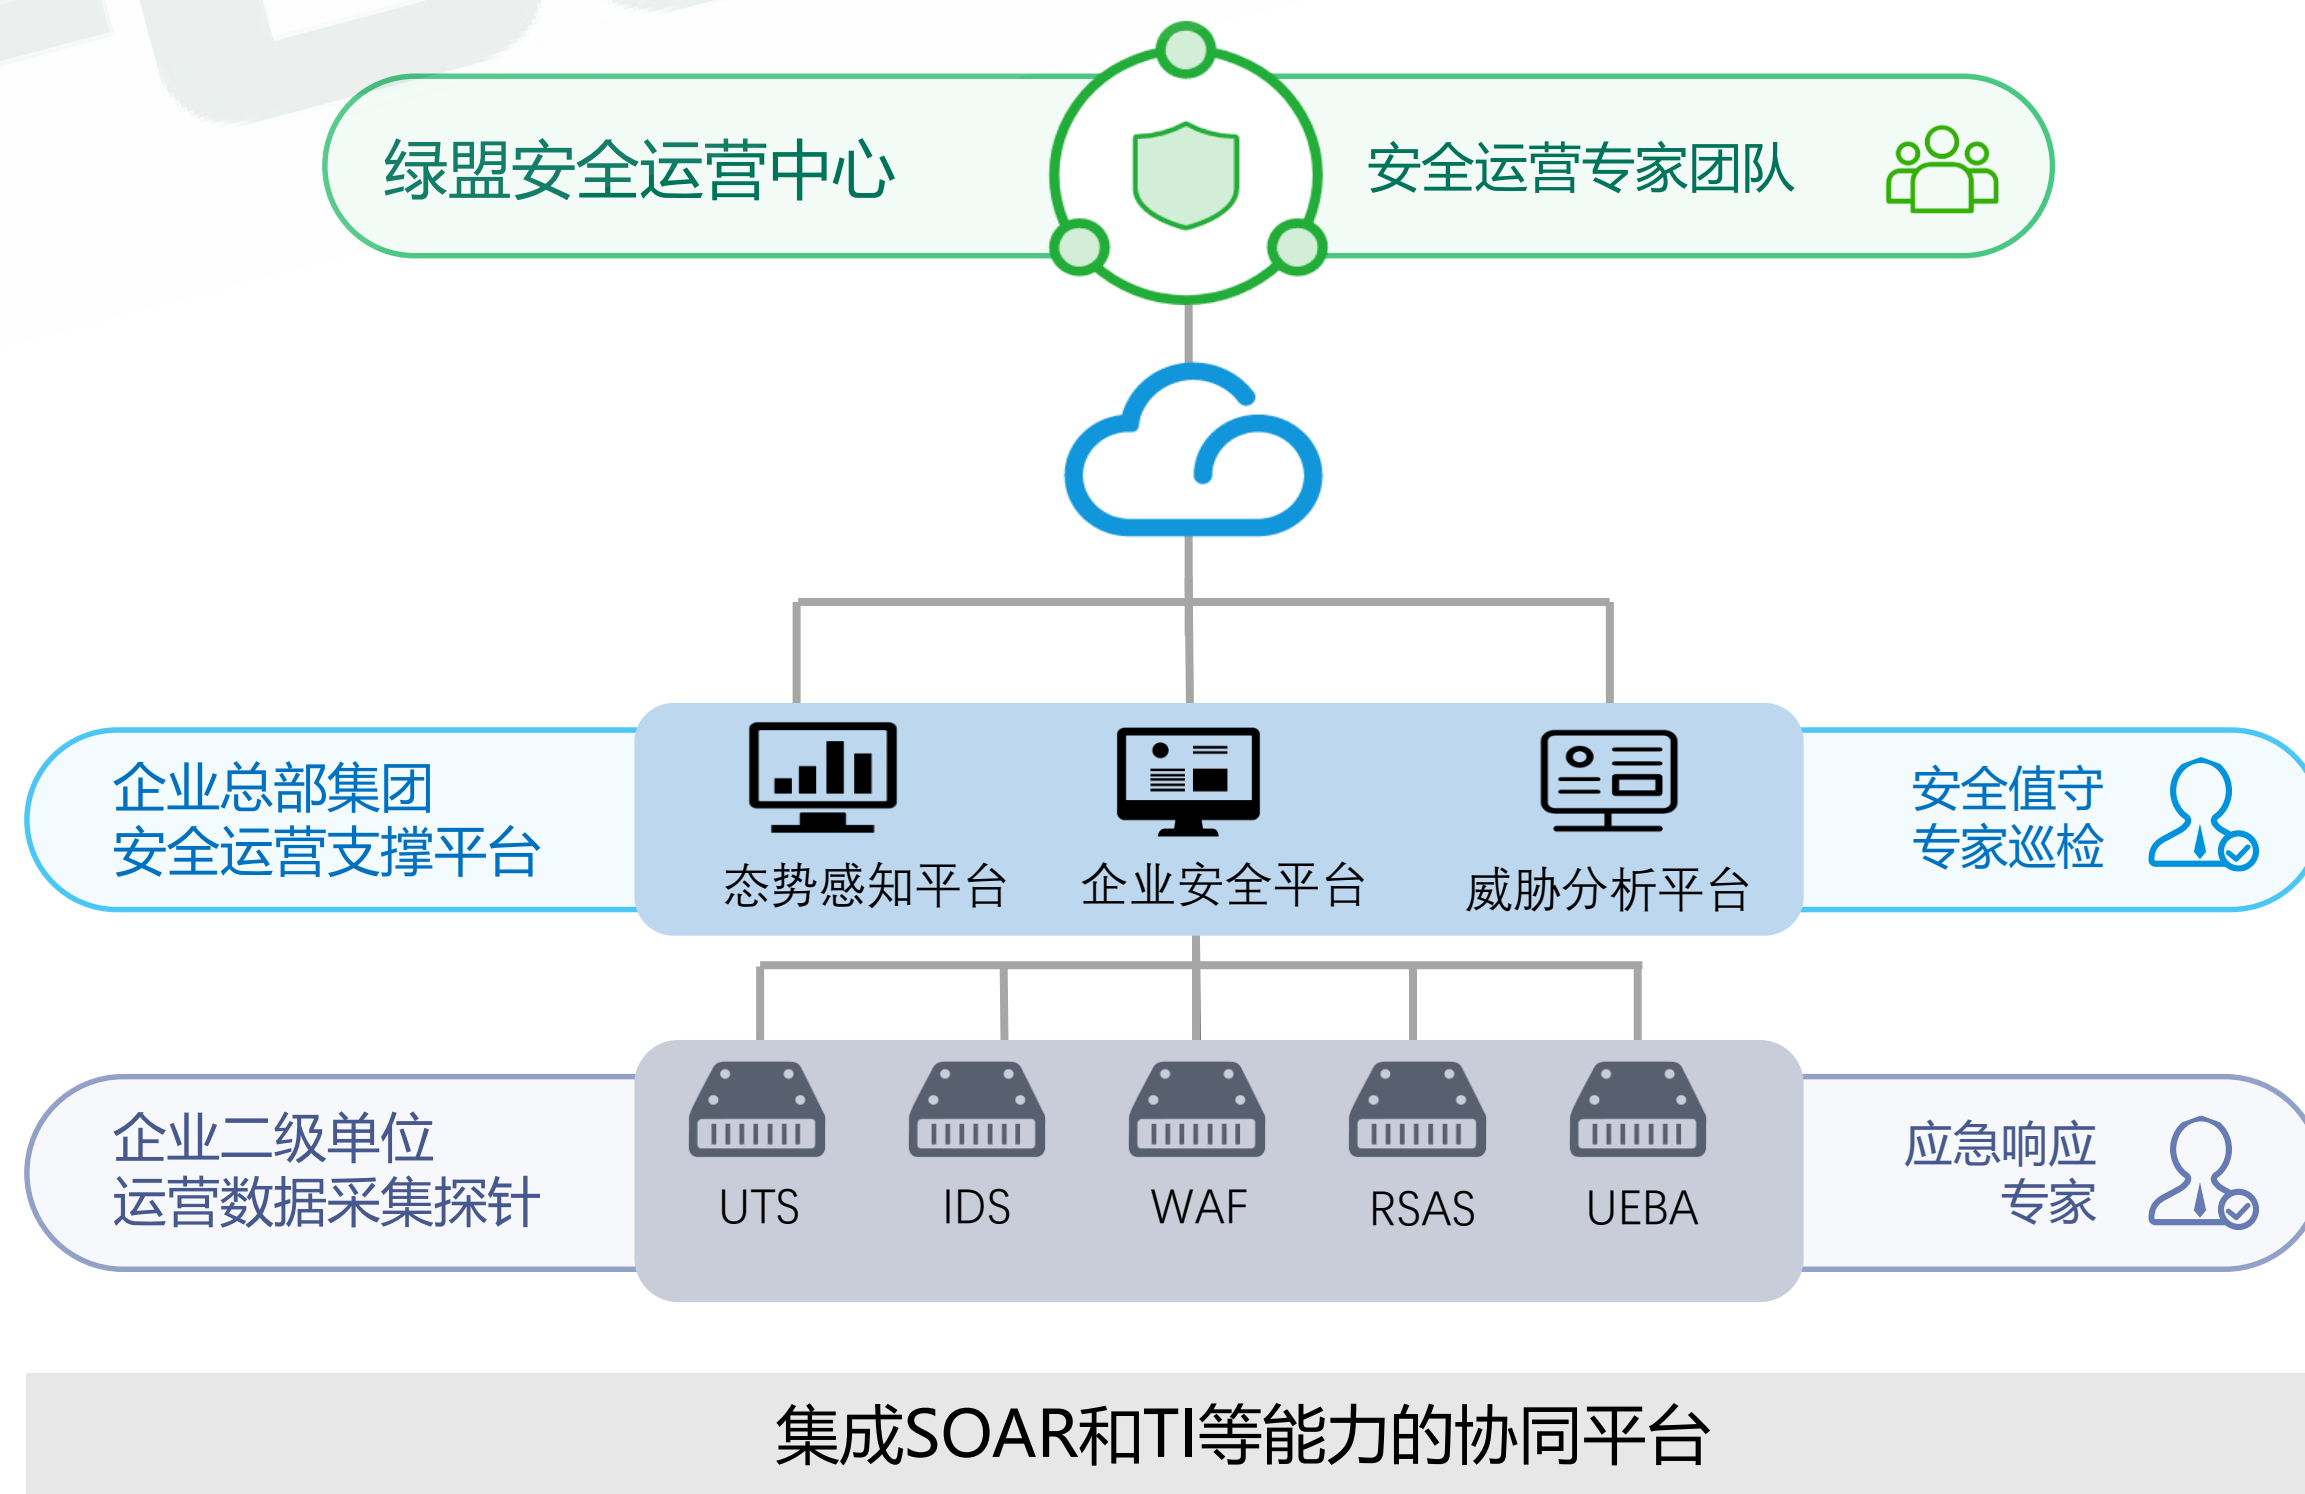 绿盟安全运营中心
安全运营专家团队
企业总部集团
安全运营支撑平台
态势感知平台
企业安全平台
威胁分析平台
安全值守
专家巡检
企业二级单位
运营数据采集探针
UTS
IDS
WAF
RSAS
UEBA
应急响应
专家
集成SOAR和TI等能力的协同平台